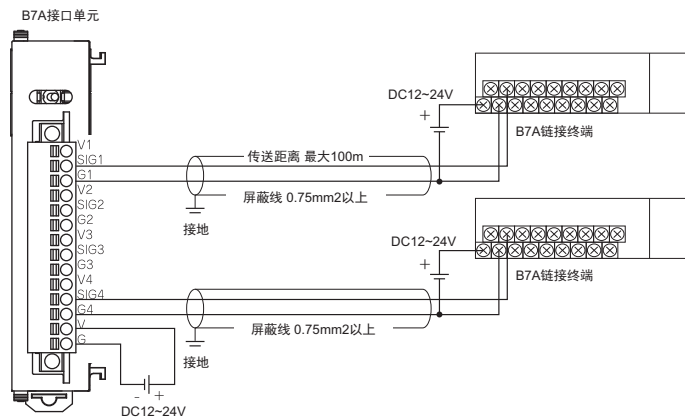 B7A接口单元
V1
SIG1
G1
V2
SIG2
G2
V3
SIG3
G3
V4
SIG4
G4
V
G
- +
DC12~24V
传送距离 最大100m
屏蔽线 0.75mm2以上
接地
DC12~24V
+
B7A链接终端
屏蔽线 0.75mm2以上
接地
DC12~24V
+
B7A链接终端